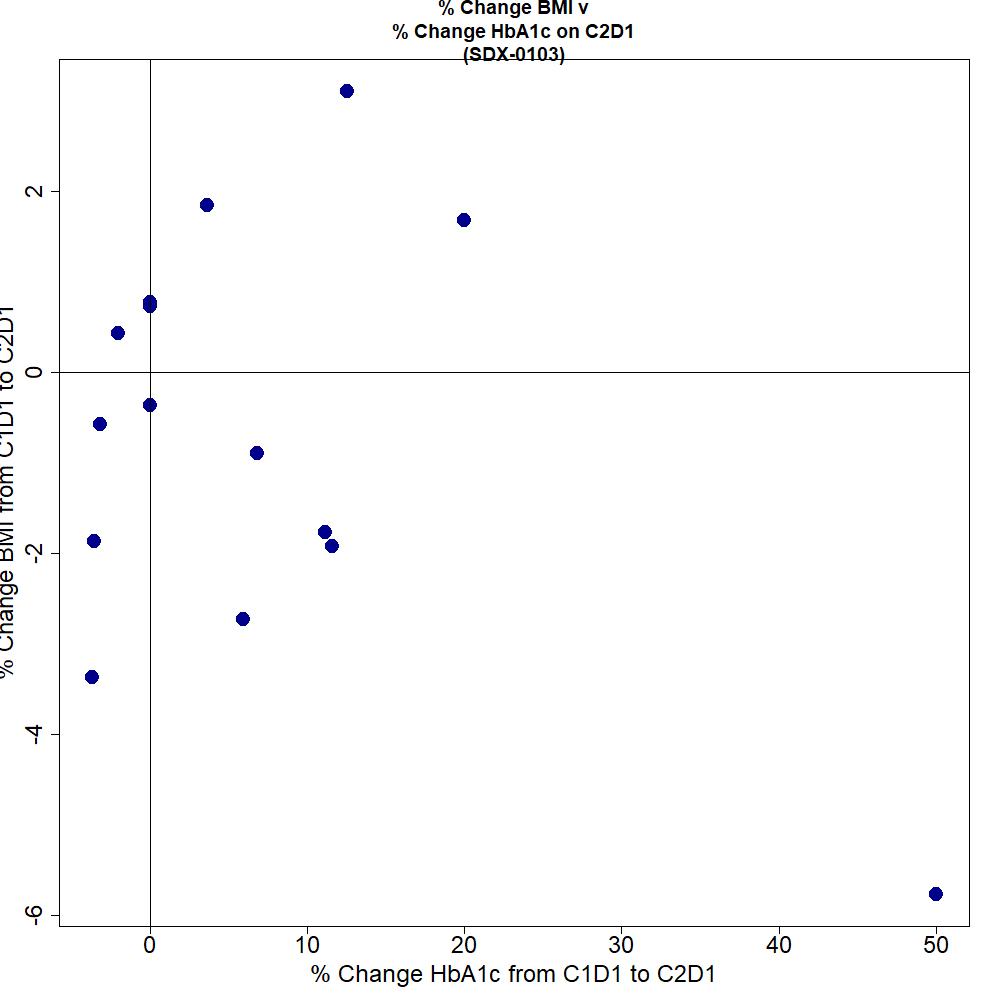 % Change BMI v
% Change HbA1c on C2D1
(SDX-0103)
% Change BMI from C1D1 to C2D1
2
0
-2
-4
-6
0 10 20 30 40 50
% Change HbA1c from C1D1 to C2D1